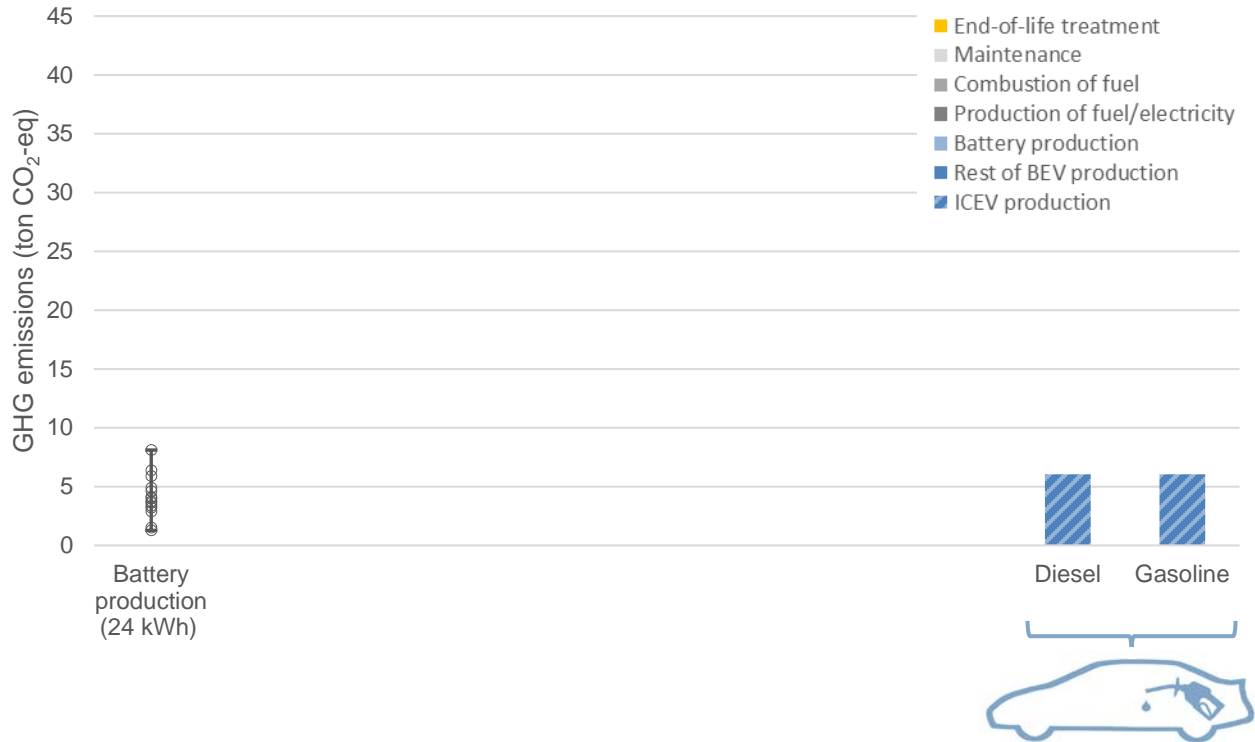 GHG emissions (ton CO₂-eq)
45
40
35
30
25
20
15
10
5
0
End-of-life treatment
Maintenance
Combustion of fuel
Production of fuel/electricity
Battery production
Rest of BEV production
ICEV production
Battery
production
(24 kWh)
Diesel
Gasoline